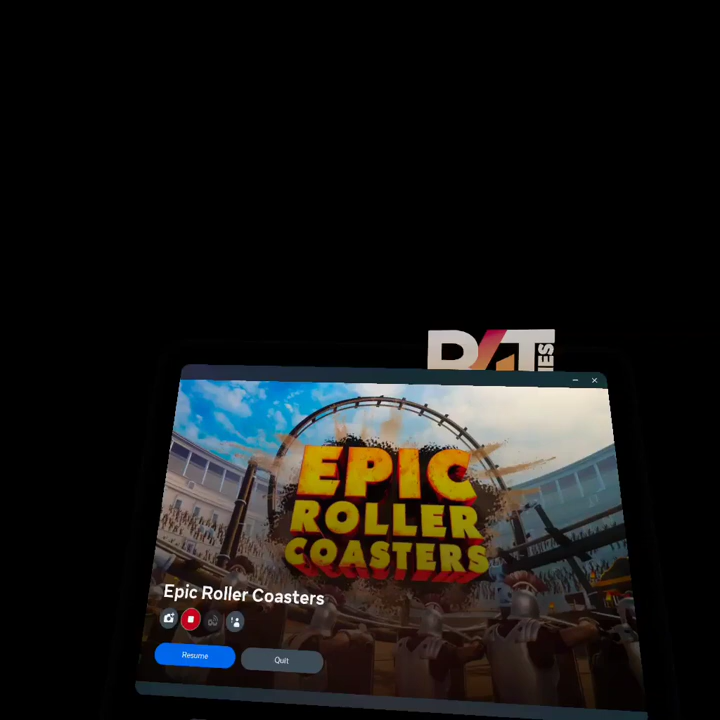 EPIC
ROLLER
COASTERS
Epic Roller Coasters
Resume
Quit